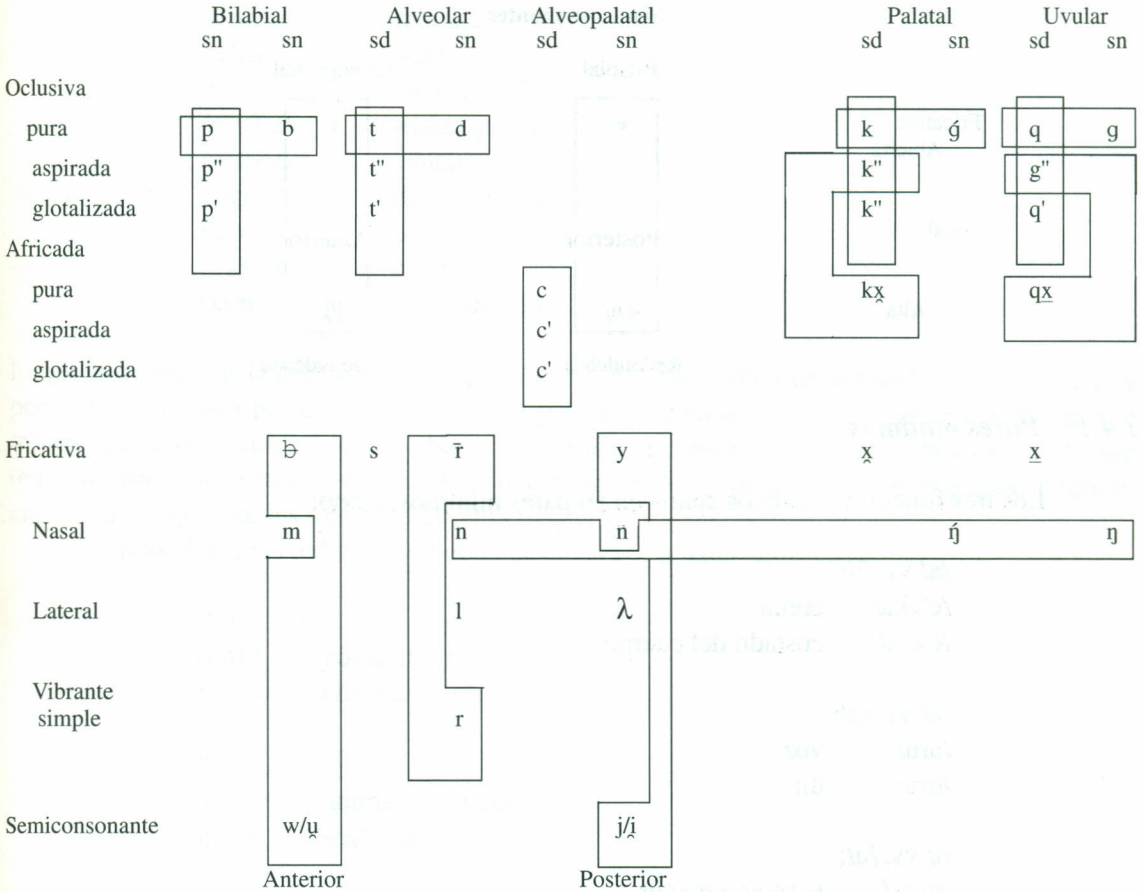 Bilabial Alveolar Alveopalatal Palatal Uvular
sn sn sd sn sd sn sd sn sd sn
Oclusiva
pura p b t d k ǵ q g
aspirada p" t" k" g"
glotalizada p' t' k" q'
Africada
pura c kx̯ qx̲
aspirada c'
glotalizada c'
Fricativa ƀ s r̄ y x̯ x̲
Nasal m n n ŋ́ ŋ
Lateral l λ
Vibrante
simple r
Semiconsonante w/u̯ j/i̯
Anterior Posterior